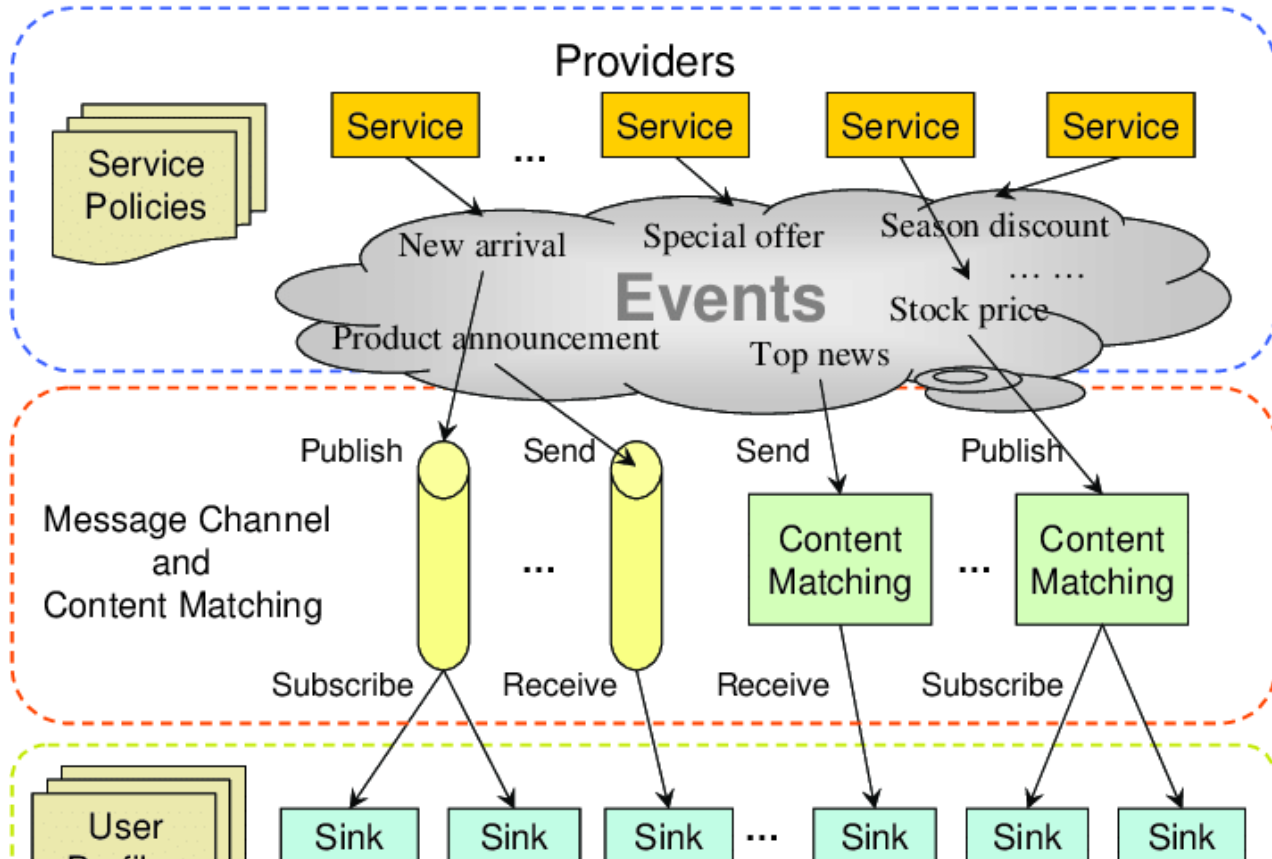 Providers
Service
Service
Service
Service
...
Service
Policies
New arrival
Special offer
Season discount
... ...
Events
Stock price
Product announcement
Top news
Publish
Send
Send
Publish
Message Channel
and
Content Matching
...
Content
Matching
...
Content
Matching
Subscribe
Receive
Receive
Subscribe
User
Sink
Sink
Sink
...
Sink
Sink
Sink